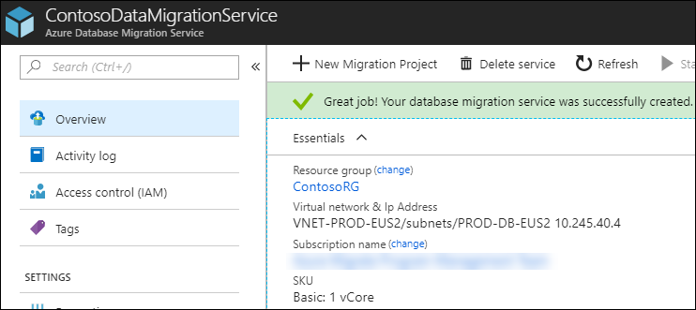 ContosoDataMigrationService
Azure Database Migration Service
Search (Ctrl+/)
«
Overview
Activity log
Access control (IAM)
Tags
SETTINGS
New Migration Project
Delete service
Refresh
Sta
Great job! Your database migration service was successfully created.
Essentials
Resource group (change)
ContosoRG
Virtual network & Ip Address
VNET-PROD-EUS2/subnets/PROD-DB-EUS2 10.245.40.4
Subscription name (change)
SKU
Basic: 1 vCore